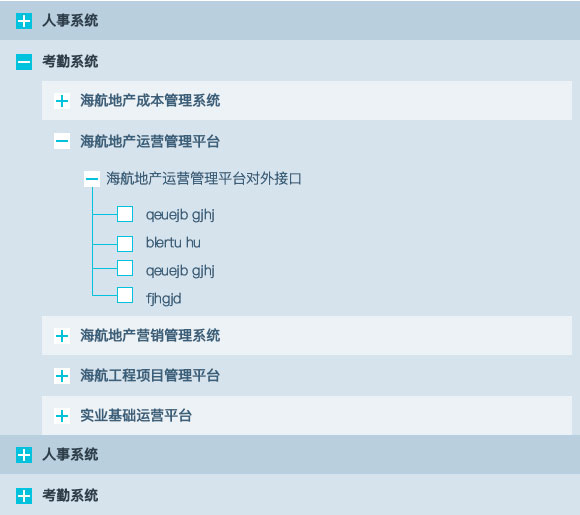 人事系统
考勤系统
海航地产成本管理系统
海航地产运营管理平台
海航地产运营管理平台对外接口
qeuejb gjhj
blertu hu
qeuejb gjhj
fjhgjd
海航地产营销管理系统
海航工程项目管理平台
实业基础运营平台
人事系统
考勤系统